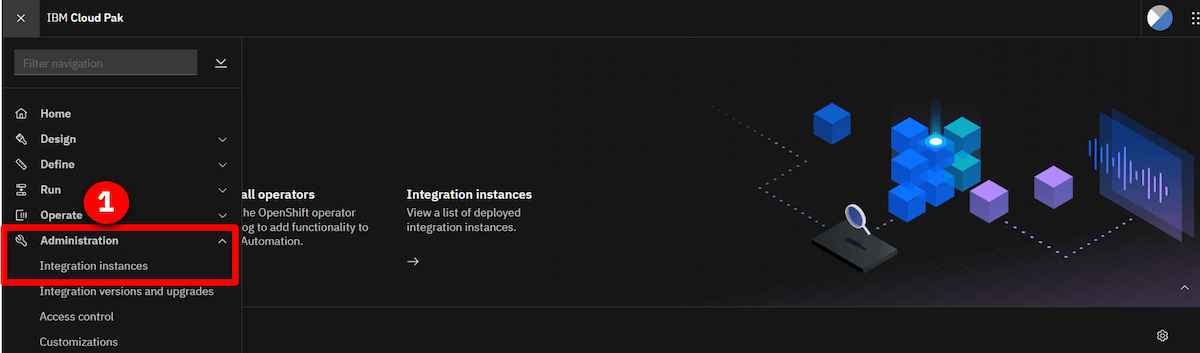 IBM Cloud Pak
Filter navigation
Home
Design
Define
Run
Operate
1
Administration
Integration instances
Integration versions and upgrades
Access control
Customizations
all operators
the OpenShift operator
og to add functionality to
Automation.
Integration instances
View a list of deployed
integration instances.